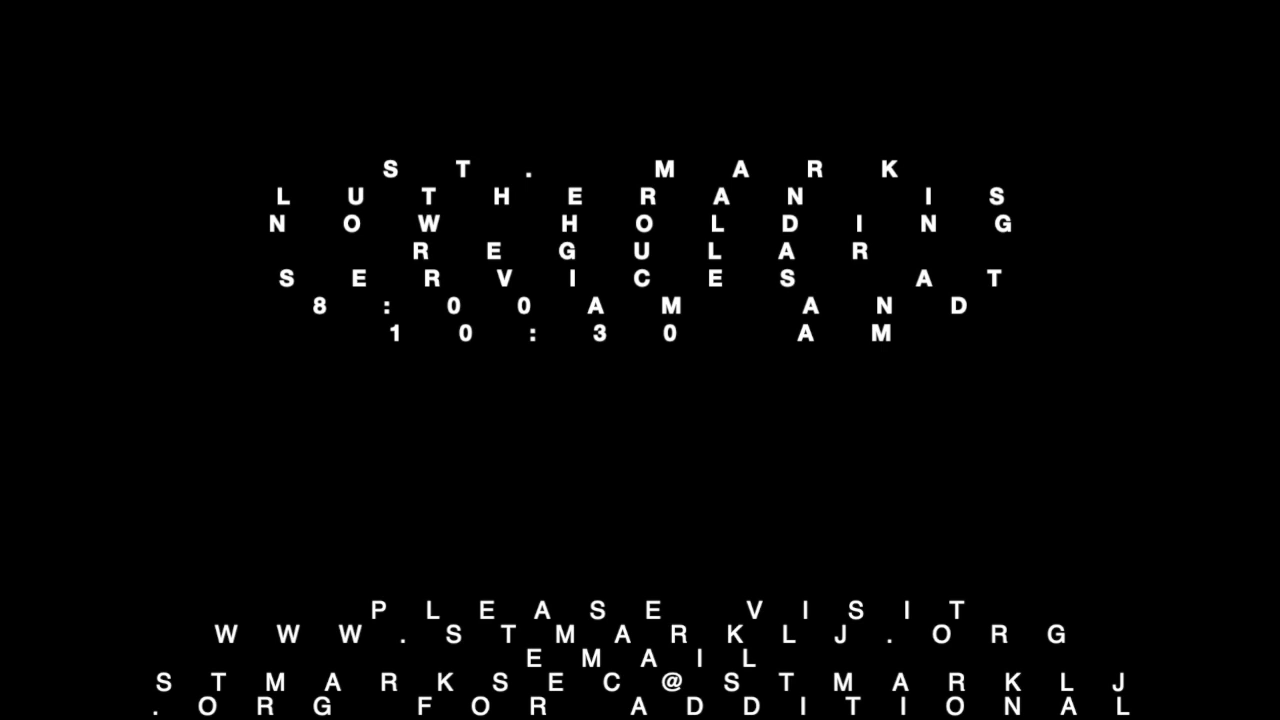 ST. MARK
LUTHERAN IS
NOW HOLDING
REGULAR
SERVICES AT
8:00AM AND
10:30 AM
PLEASE VISIT
WWW.STMARKLJ.ORG
EMAIL
STMARKSEC@STMARKLJ
.ORG FOR ADDITIONAL